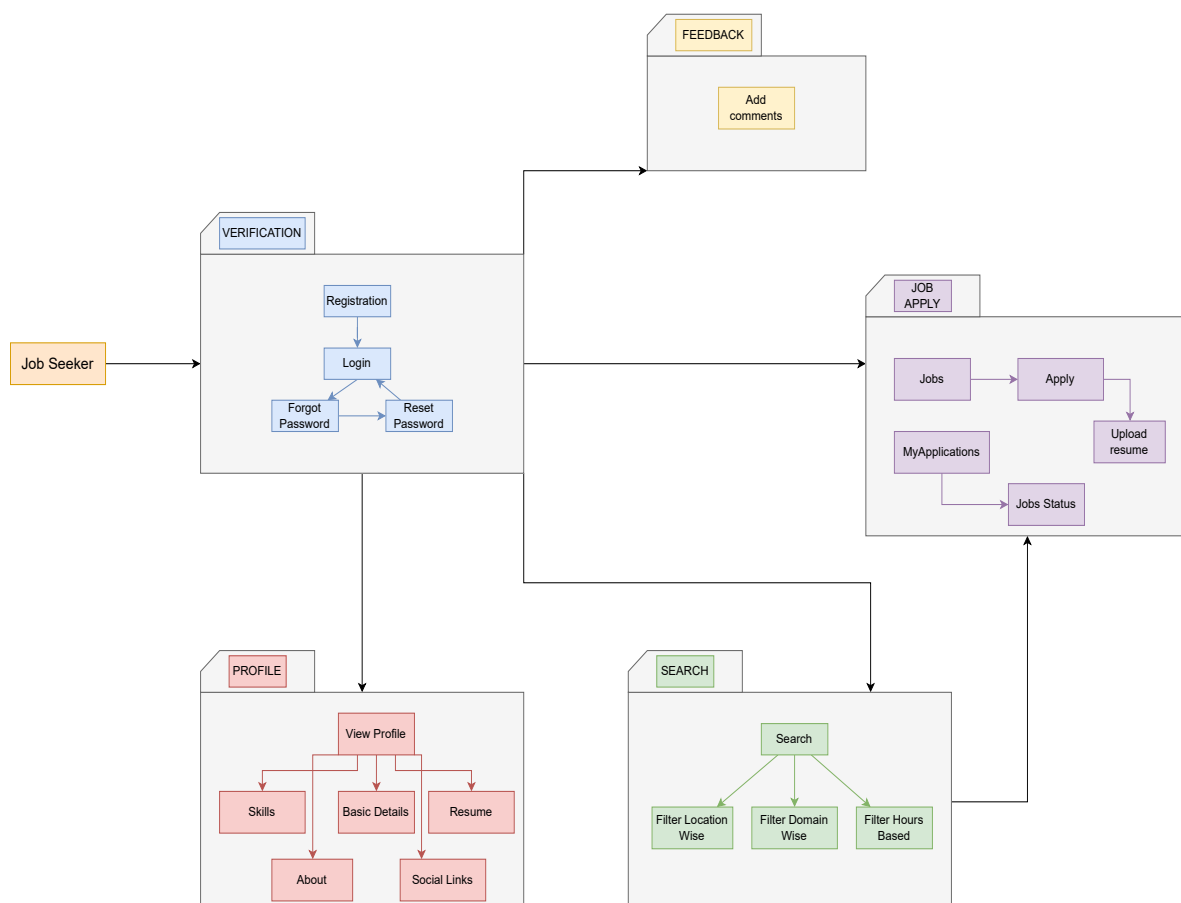 FEEDBACK
Add
comments
VERIFICATION
Registration
Login
Forgot
Password
Reset
Password
Job Seeker
JOB
APPLY
Jobs
Apply
Upload
resume
MyApplications
Jobs Status
PROFILE
View Profile
Skills
Basic Details
Resume
About
Social Links
SEARCH
Search
Filter Location
Wise
Filter Domain
Wise
Filter Hours
Based